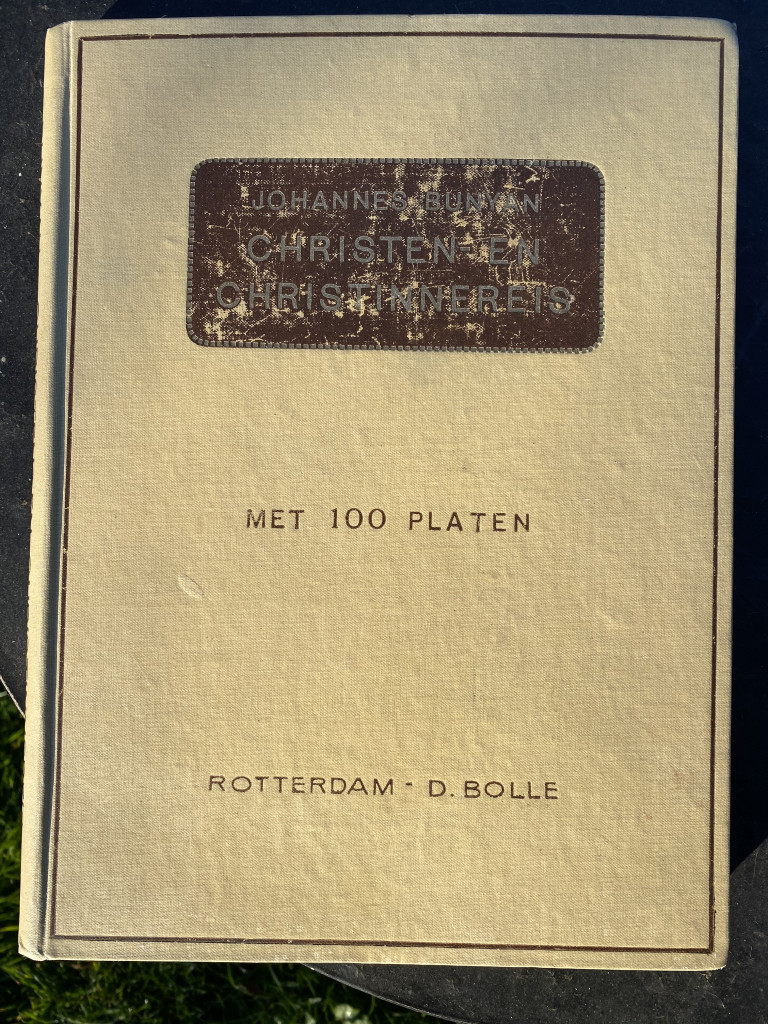 JOHANNES BUNYAN
CHRISTEN- EN
CHRISTINNEREIS
MET 100 PLATEN
ROTTERDAM - D. BOLLE